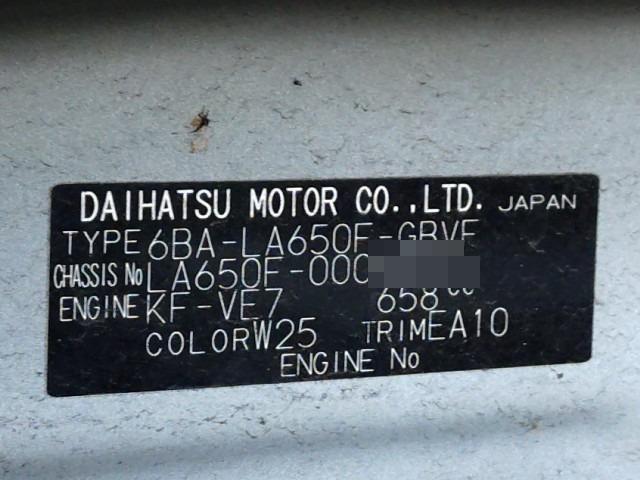 DAIHATSU MOTOR CO.,LTD. JAPAN
TYPE 6BA-LA650F-GBVF
CHASSIS No LA650F-000
ENGINE KF-VE7 658 cc
COLOR W25 TRIM EA10
ENGINE No